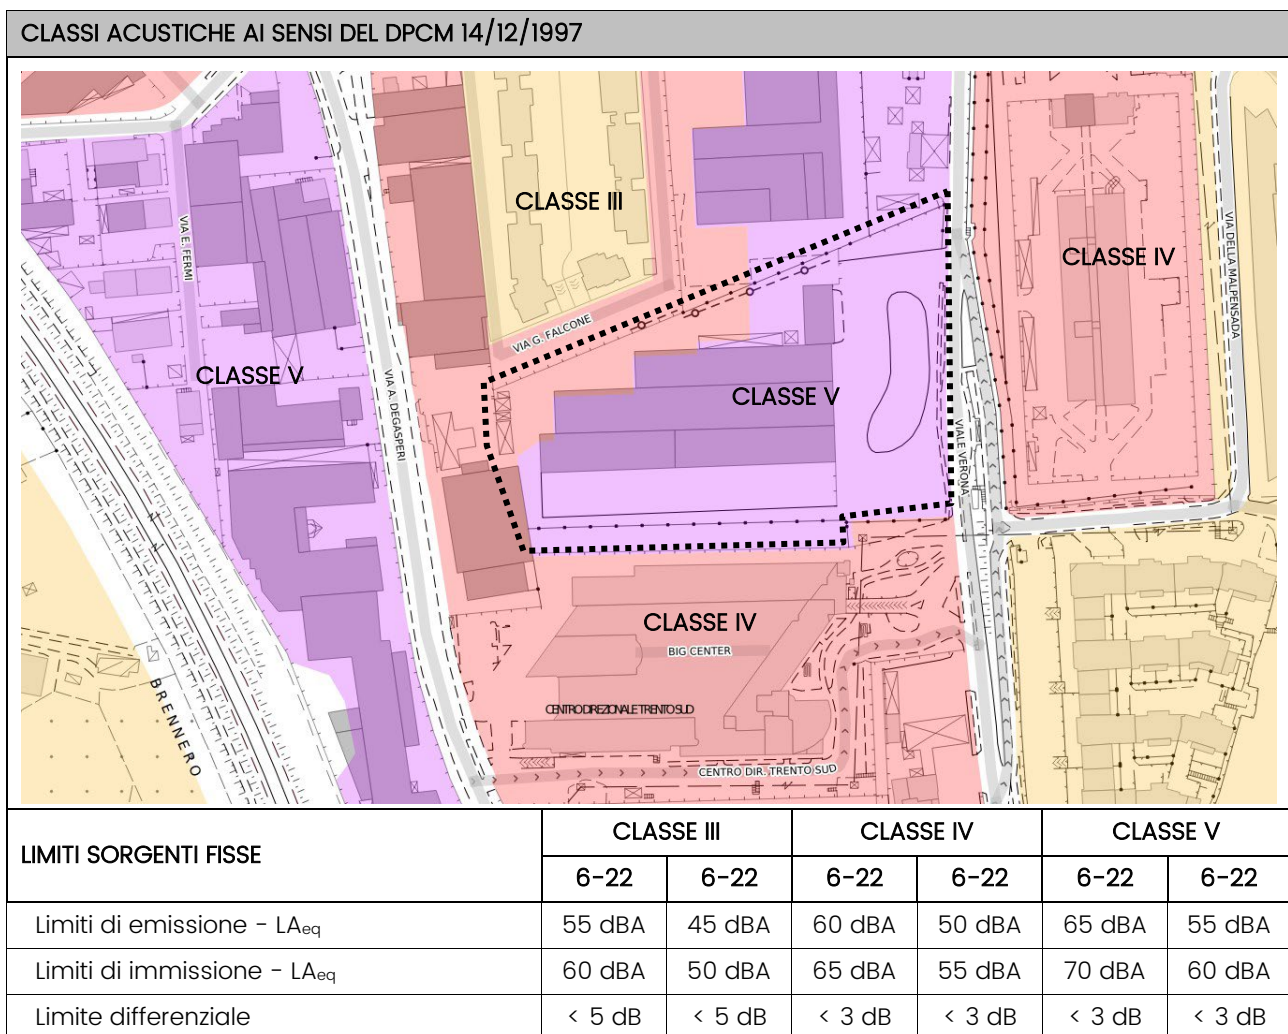 CLASSI ACUSTICHE AI SENSI DEL DPCM 14/12/1997
CLASSE III
CLASSE IV
VIA E. FERMI
VIA DELLA MALPENSADA
VIA G. FALCONE
CLASSE V
VIA A. DEGASPERI
CLASSE V
VIALE VERONA
CLASSE IV
BIG CENTER
BRENNERO
CENTRO DIREZIONALE TRENTO SUD
CENTRO DIR. TRENTO SUD
LIMITI SORGENTI FISSE CLASSE III CLASSE IV CLASSE V
6-22 6-22 6-22 6-22 6-22 6-22
Limiti di emissione - LAeq 55 dBA 45 dBA 60 dBA 50 dBA 65 dBA 55 dBA
Limiti di immissione - LAeq 60 dBA 50 dBA 65 dBA 55 dBA 70 dBA 60 dBA
Limite differenziale < 5 dB < 5 dB < 3 dB < 3 dB < 3 dB < 3 dB